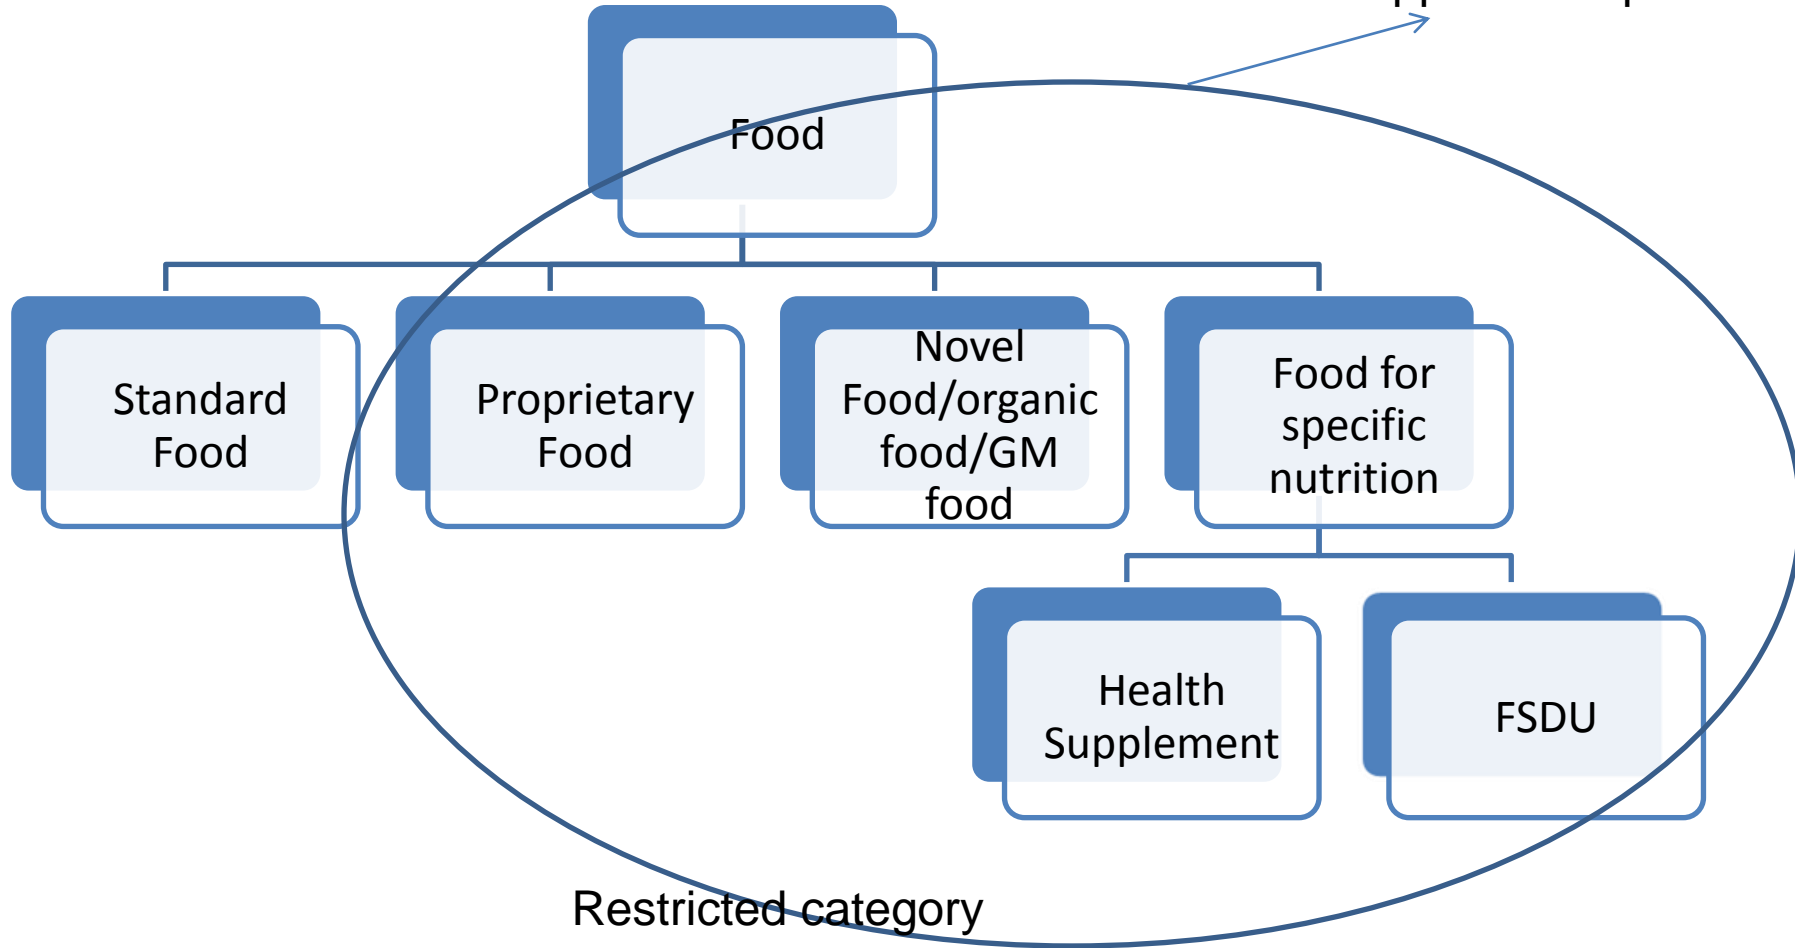 Food
Standard
Food
Proprietary
Food
Novel
Food/organic
food/GM
food
Food for
specific
nutrition
Health
Supplement
FSDU
Restricted category